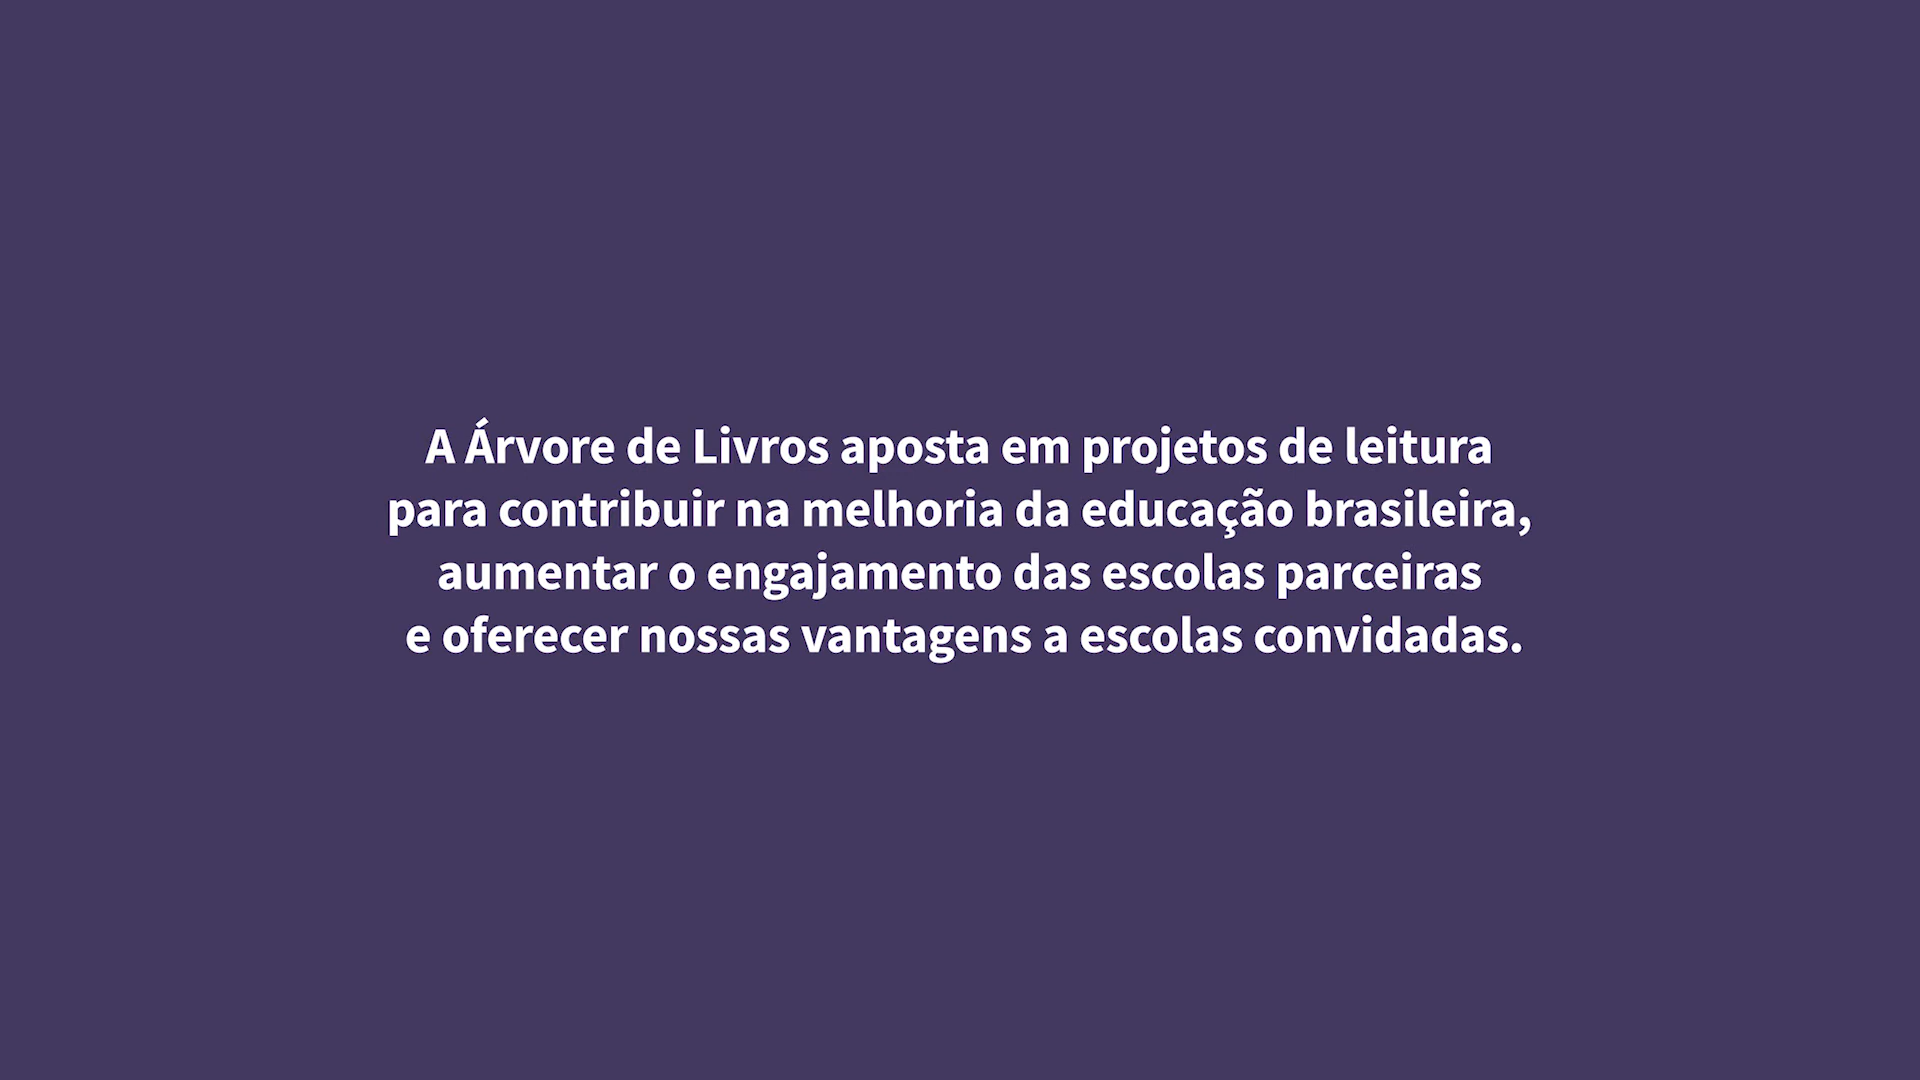 A Árvore de Livros aposta em projetos de leitura
para contribuir na melhoria da educação brasileira,
aumentar o engajamento das escolas parceiras
e oferecer nossas vantagens a escolas convidadas.